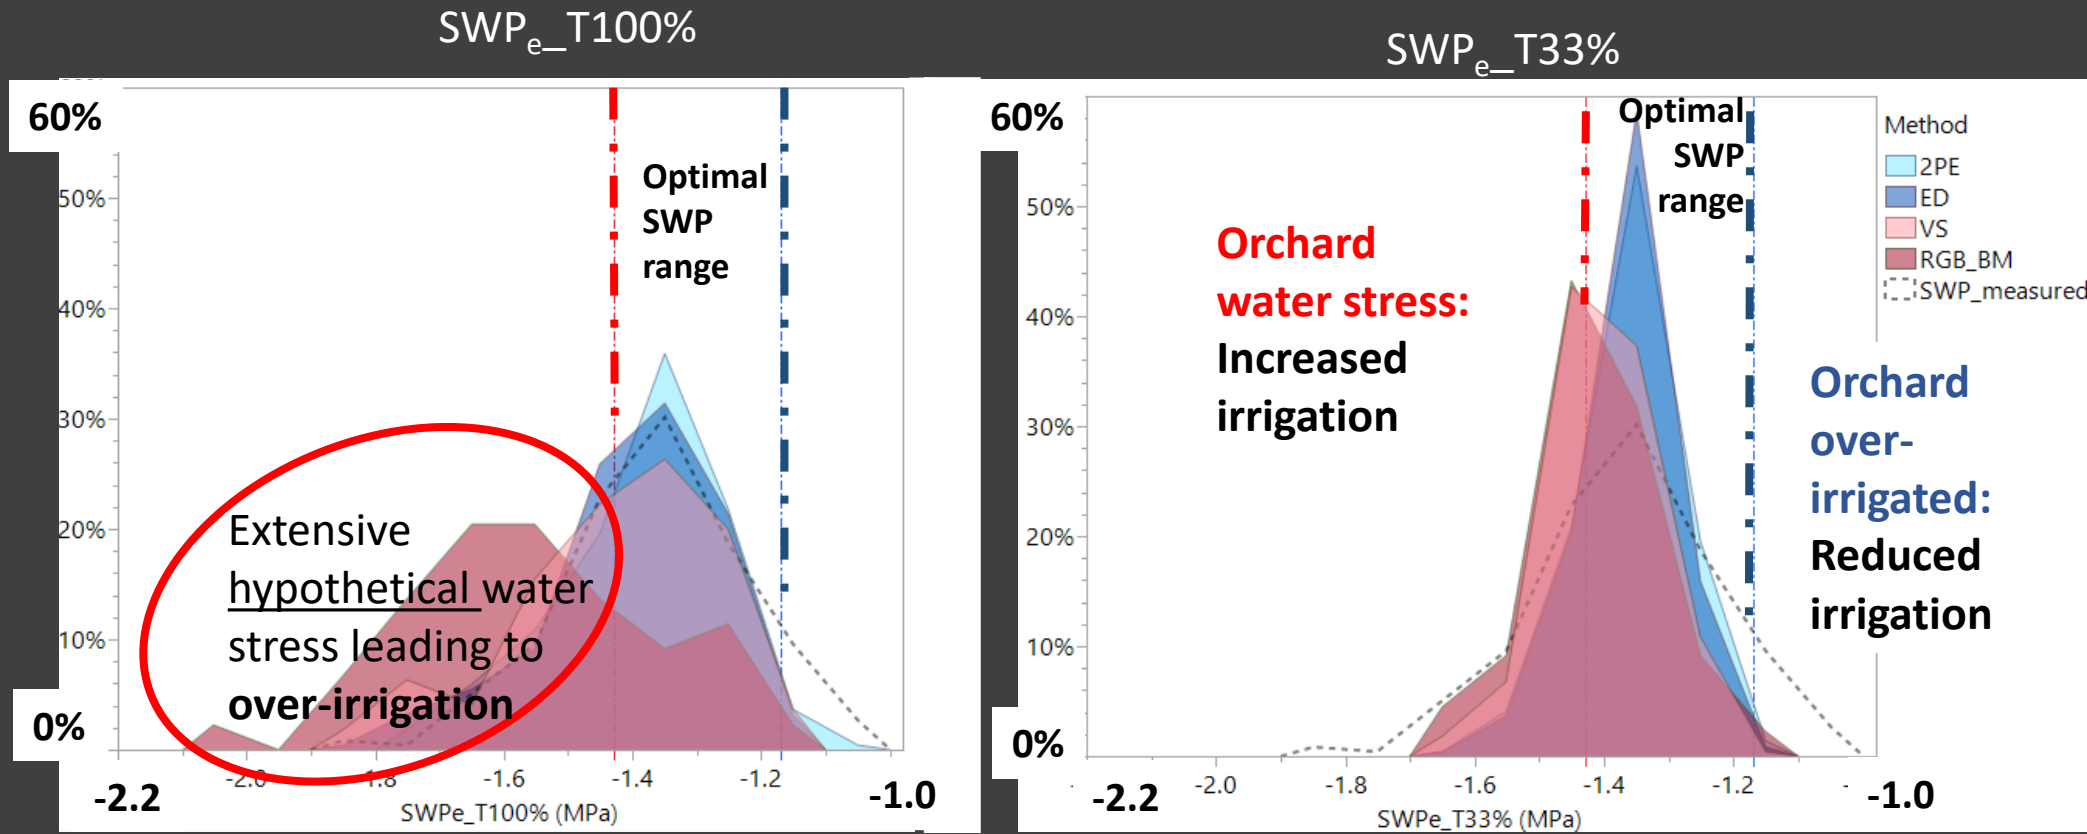 SWPe_T100%
60%
50%
40%
30%
20%
10%
0%
Optimal
SWP
range
Extensive
hypothetical water
stress leading to
over-irrigation
-2.2
-2.0
-1.8
-1.6
-1.4
-1.2
-1.0
SWPe_T100% (MPa)
SWPe_T33%
60%
50%
40%
30%
20%
10%
0%
Optimal
SWP
range
Orchard
water stress:
Increased
irrigation
Orchard
over-
irrigated:
Reduced
irrigation
Method
2PE
ED
VS
RGB_BM
SWP_measured
-2.2
-2.0
-1.8
-1.6
-1.4
-1.2
-1.0
SWPe_T33% (MPa)